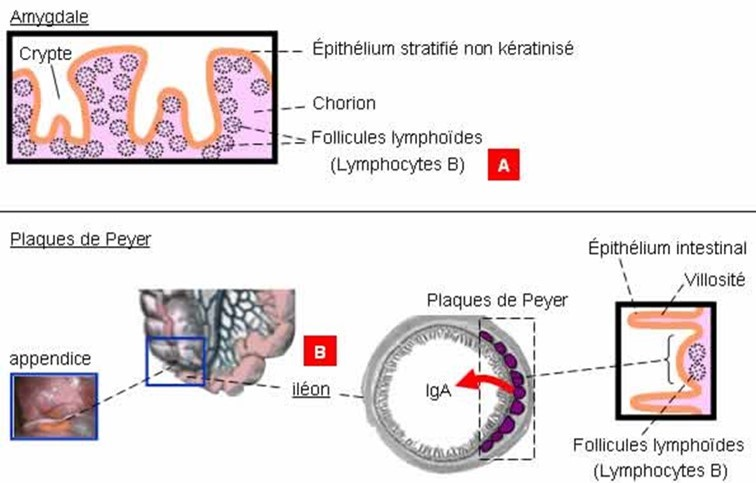 Amygdale
Crypte
Épithélium stratifié non kératinisé
Chorion
Follicules lymphoïdes
(Lymphocytes B)
A
Plaques de Peyer
Épithélium intestinal
Villosité
Plaques de Peyer
B
appendice
iléon
IgA
Follicules lymphoïdes
(Lymphocytes B)